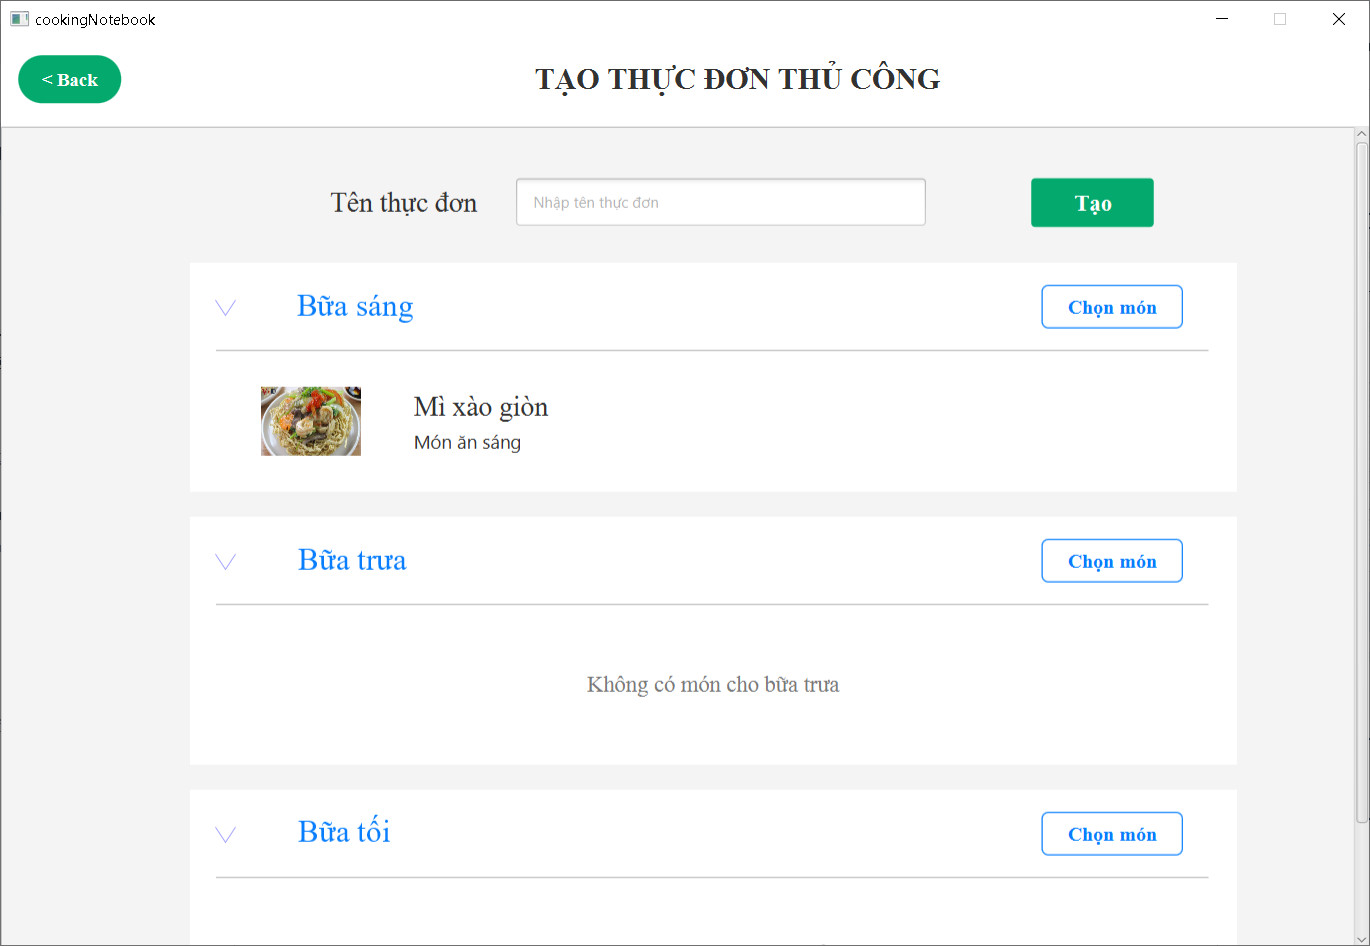 cookingNotebook
< Back
TẠO THỰC ĐƠN THỦ CÔNG
Tên thực đơn
Nhập tên thực đơn
Tạo
Bữa sáng
Chọn món
Mì xào giòn
Món ăn sáng
Bữa trưa
Chọn món
Không có món cho bữa trưa
Bữa tối
Chọn món